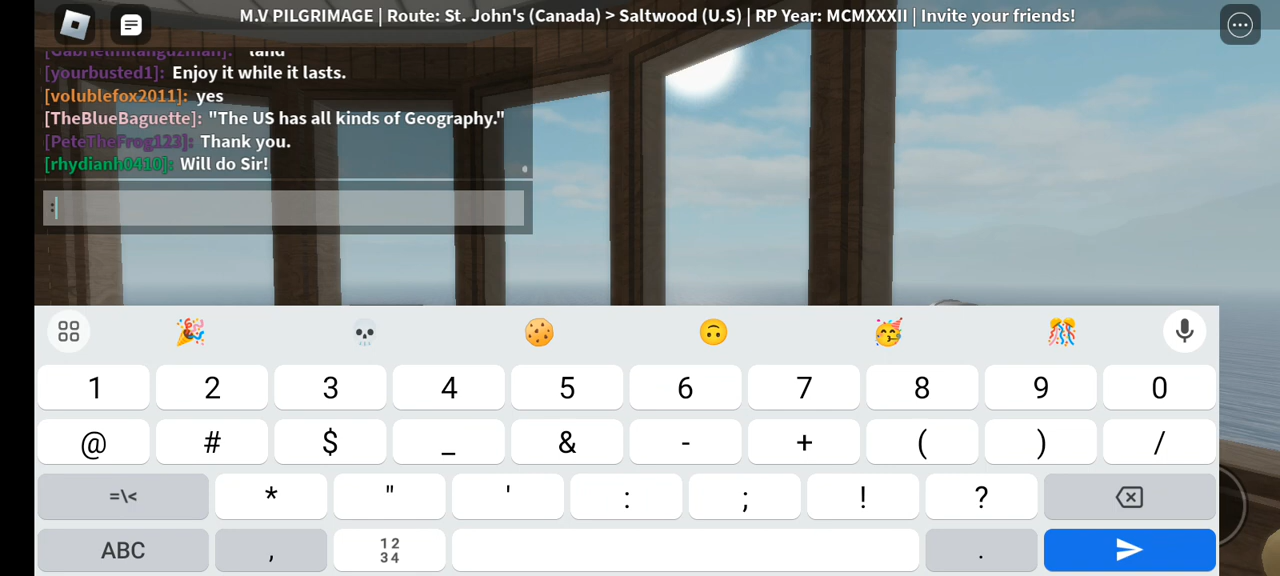 M.V PILGRIMAGE | Route: St. John's (Canada) > Saltwood (U.S) | RP Year: MCMXXXII | Invite your friends!
land
[yourbusted1]: Enjoy it while it lasts.
[volublefox2011]: yes
[TheBlueBaguette]: "The US has all kinds of Geography."
[PeteTheFrog123]: Thank you.
[rhydianh0410]: Will do Sir!
:
1 2 3 4 5 6 7 8 9 0
@ # $ _ & - + ( ) /
=\< * " ' : ; ! ?
ABC , 12 .
34